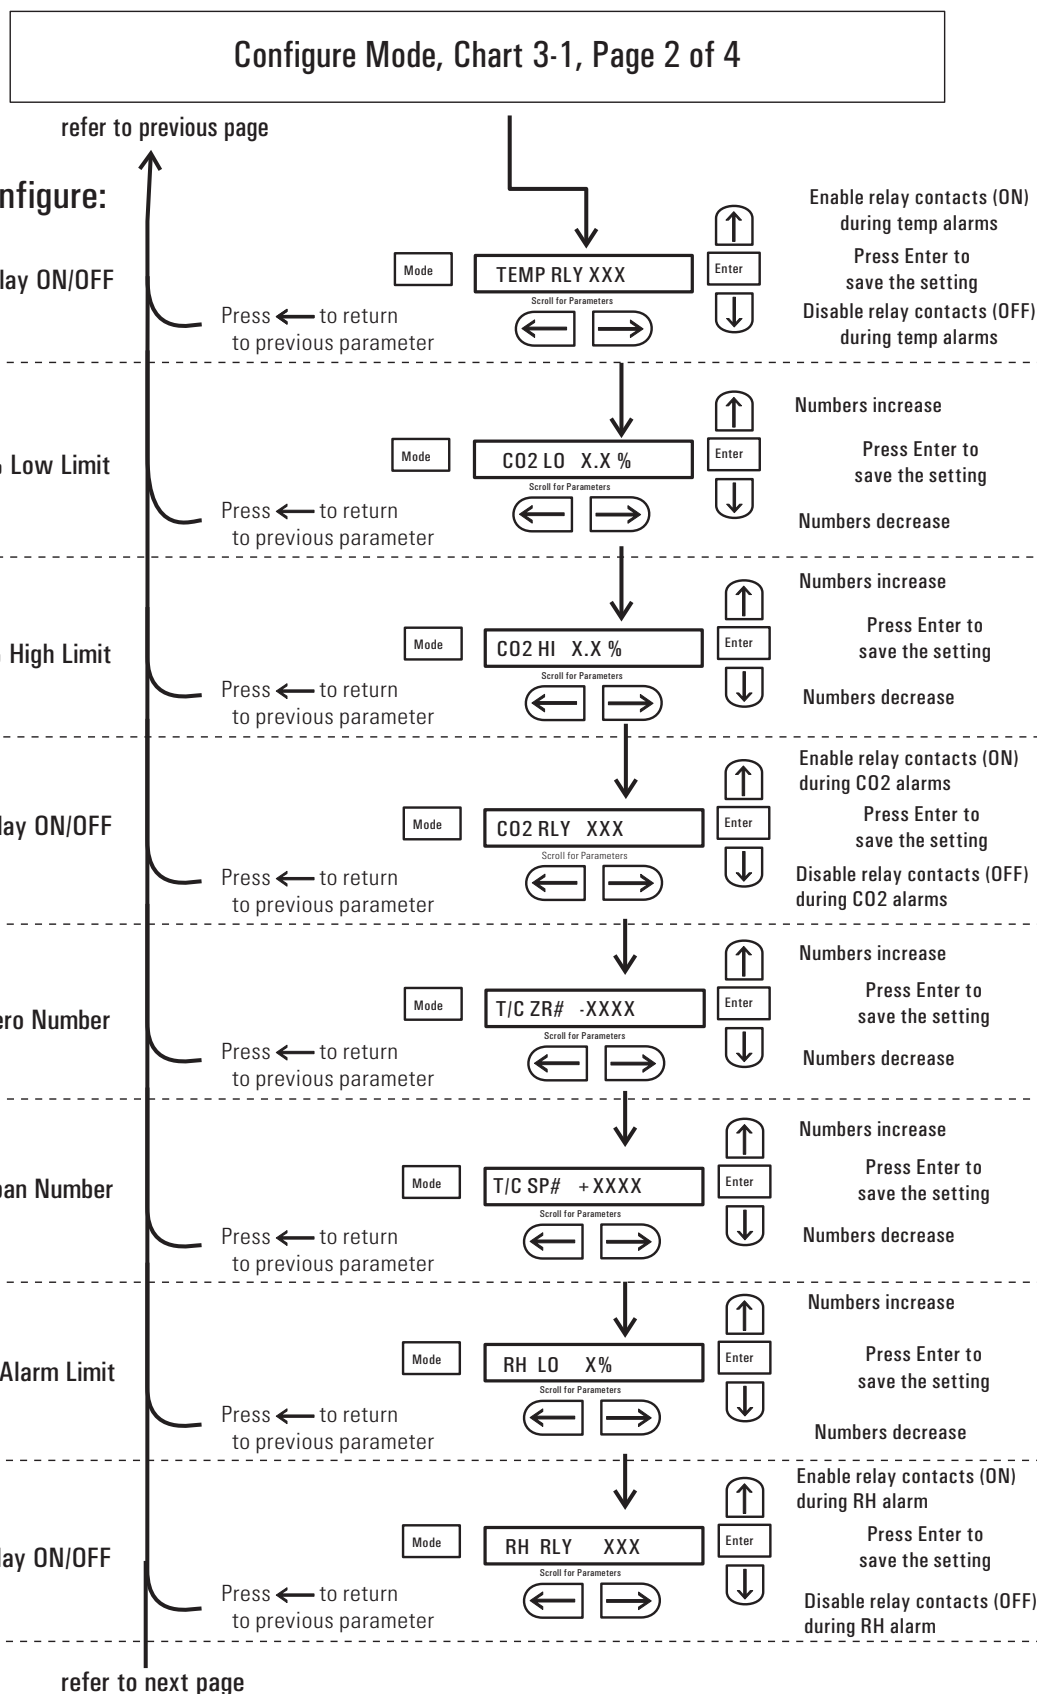 Configure Mode, Chart 3-1, Page 2 of 4
refer to previous page
nfigure:
lay ON/OFF
Mode
TEMP RLY XXX
Scroll for Parameters
Enter
Enable relay contacts (ON)
during temp alarms
Press Enter to
save the setting
Disable relay contacts (OFF)
during temp alarms
Press ← to return
to previous parameter
Low Limit
Mode
CO2 LO X.X %
Scroll for Parameters
Enter
Numbers increase
Press Enter to
save the setting
Numbers decrease
Press ← to return
to previous parameter
High Limit
Mode
CO2 HI X.X %
Scroll for Parameters
Enter
Numbers increase
Press Enter to
save the setting
Numbers decrease
Press ← to return
to previous parameter
lay ON/OFF
Mode
CO2 RLY XXX
Scroll for Parameters
Enter
Enable relay contacts (ON)
during CO2 alarms
Press Enter to
save the setting
Disable relay contacts (OFF)
during CO2 alarms
Press ← to return
to previous parameter
ero Number
Mode
T/C ZR# -XXXX
Scroll for Parameters
Enter
Numbers increase
Press Enter to
save the setting
Numbers decrease
Press ← to return
to previous parameter
pan Number
Mode
T/C SP# +XXXX
Scroll for Parameters
Enter
Numbers increase
Press Enter to
save the setting
Numbers decrease
Press ← to return
to previous parameter
Alarm Limit
Mode
RH LO X%
Scroll for Parameters
Enter
Numbers increase
Press Enter to
save the setting
Numbers decrease
Press ← to return
to previous parameter
lay ON/OFF
Mode
RH RLY XXX
Scroll for Parameters
Enter
Enable relay contacts (ON)
during RH alarm
Press Enter to
save the setting
Disable relay contacts (OFF)
during RH alarm
Press ← to return
to previous parameter
refer to next page